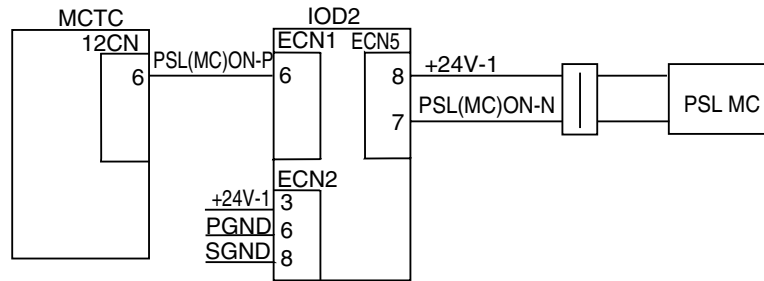 MCTC
IOD2
12CN
ECN1
ECN5
PSL(MC)ON-P
6
6
8
+24V-1
7
PSL(MC)ON-N
PSL MC
ECN2
+24V-1
3
PGND
6
SGND
8